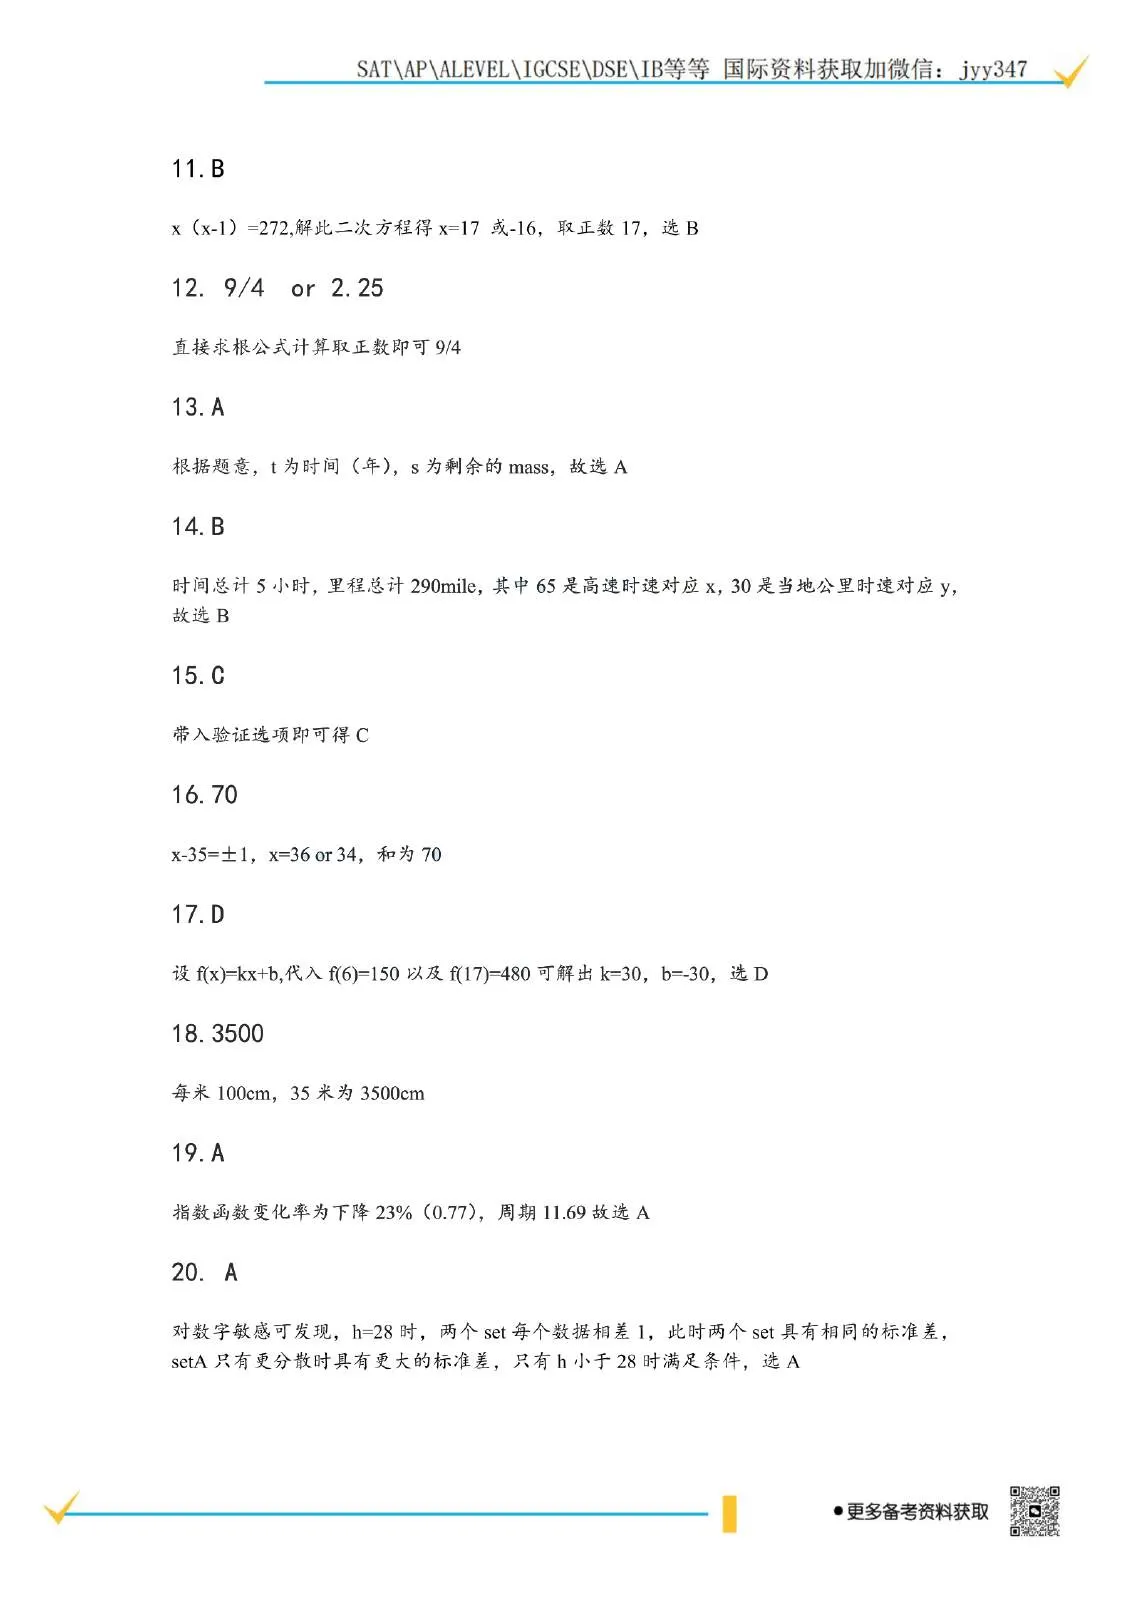 SAT\AP\ALEVEL\IGCSE\DSE\IB等等 国际资料获取加微信：jyy347
11.B
x（x-1）=272,解此二次方程得 x=17 或-16，取正数 17，选 B
12. 9/4 or 2.25
直接求根公式计算取正数即可 9/4
13.A
根据题意，t 为时间（年），s 为剩余的 mass，故选 A
14.B
时间总计 5 小时，里程总计 290mile，其中 65 是高速时速对应 x，30 是当地公里时速对应 y，
故选 B
15.C
带入验证选项即可得 C
16.70
x-35=±1，x=36 or 34，和为 70
17.D
设 f(x)=kx+b,代入 f(6)=150 以及 f(17)=480 可解出 k=30，b=-30，选 D
18.3500
每米 100cm，35 米为 3500cm
19.A
指数函数变化率为下降 23%（0.77），周期 11.69 故选 A
20. A
对数字敏感可发现，h=28 时，两个 set 每个数据相差 1，此时两个 set 具有相同的标准差，
setA 只有更分散时具有更大的标准差，只有 h 小于 28 时满足条件，选 A
●更多备考资料获取